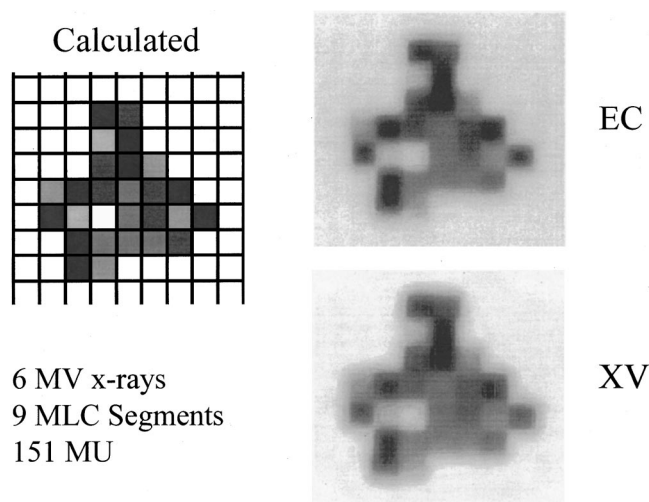 Calculated
EC
XV
6 MV x-rays
9 MLC Segments
151 MU